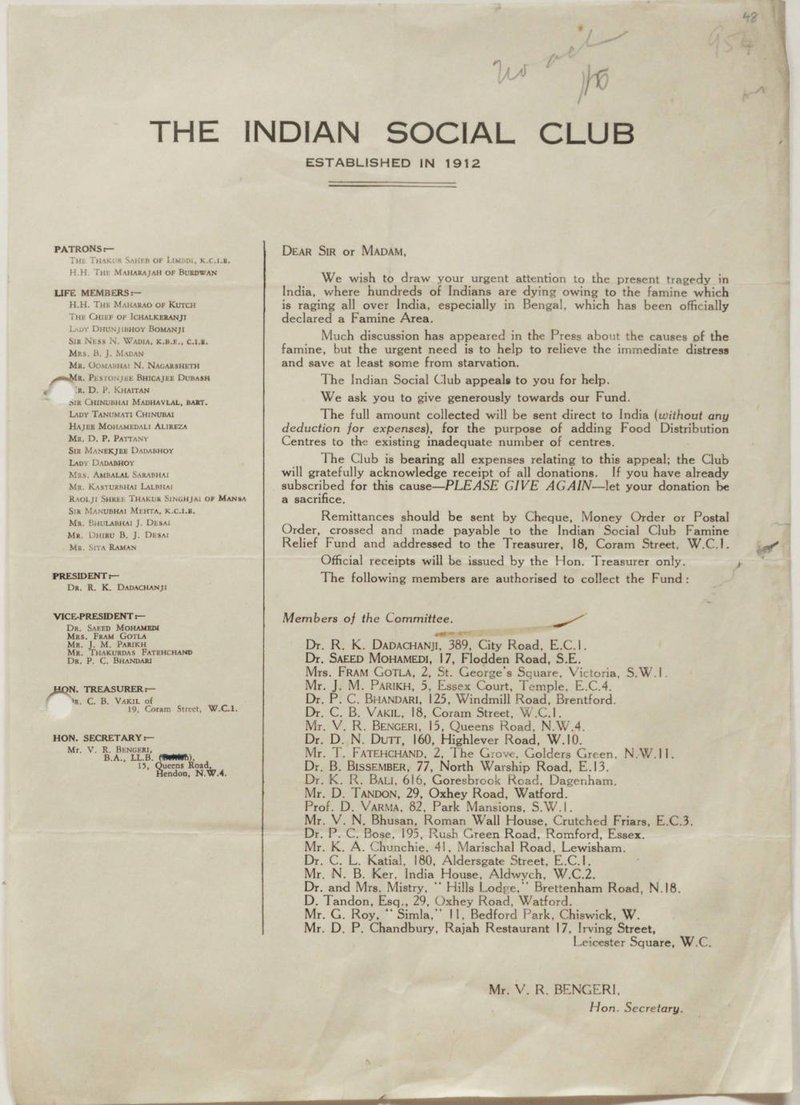 48
954
no act
THE INDIAN SOCIAL CLUB
ESTABLISHED IN 1912
PATRONS:—
THE THAKUR SAHEB OF LIMBDI, K.C.I.E.
H.H. THE MAHARAJAH OF BURDWAN
LIFE MEMBERS:—
H.H. THE MAHARAO OF KUTCH
THE CHIEF OF ICHALKERANJI
LADY DHUNJIBHOY BOMANJI
SIR NESS N. WADIA, K.B.E., C.I.E.
MRS. B. J. MADAN
MR. OOMABHAI N. NAGARSHETH
MR. PESTONJEE BHICAJEE DUBASH
R. D. P. KHAITAN
SIR CHINUBHAI MADHAVLAL, BART.
LADY TANUMATI CHINUBAI
HAJEE MOHAMEDALI ALIREZA
MR. D. P. PATTANY
SIR MANEKJEE DADABHOY
LADY DADABHOY
MRS. AMBALAL SARABHAI
MR. KASTURBHAI LALBHAI
RAOLJI SHREE THAKUR SINGHJAI OF MANSA
SIR MANUBHAI MEHTA, K.C.I.E.
MR. BHULABHAI J. DESAI
MR. DHIRU B. J. DESAI
MR. SITA RAMAN
PRESIDENT:—
DR. R. K. DADACHANJI
VICE-PRESIDENT:—
DR. SAEED MOHAMEDI
MRS. FRAM GOTLA
MR. J. M. PARIKH
MR. THAKURDAS FATEHCHAND
DR. P. C. BHANDARI
HON. TREASURER:—
R. C. B. VAKIL of
19, Coram Street, W.C.1.
HON. SECRETARY:—
MR. V. R. BENGERI,
B.A., LL.B.
15, Queens Road,
Hendon, N.W.4.
DEAR SIR or MADAM,
We wish to draw your urgent attention to the present tragedy in
India, where hundreds of Indians are dying owing to the famine which
is raging all over India, especially in Bengal, which has been officially
declared a Famine Area.
Much discussion has appeared in the Press about the causes of the
famine, but the urgent need is to help to relieve the immediate distress
and save at least some from starvation.
The Indian Social Club appeals to you for help.
We ask you to give generously towards our Fund.
The full amount collected will be sent direct to India (without any
deduction for expenses), for the purpose of adding Food Distribution
Centres to the existing inadequate number of centres.
The Club is bearing all expenses relating to this appeal; the Club
will gratefully acknowledge receipt of all donations. If you have already
subscribed for this cause—PLEASE GIVE AGAIN—let your donation be
a sacrifice.
Remittances should be sent by Cheque, Money Order or Postal
Order, crossed and made payable to the Indian Social Club Famine
Relief Fund and addressed to the Treasurer, 18, Coram Street, W.C.1.
Official receipts will be issued by the Hon. Treasurer only.
The following members are authorised to collect the Fund:
Members of the Committee.
Dr. R. K. DADACHANJI, 389, City Road, E.C.1.
Dr. SAEED MOHAMEDI, 17, Flodden Road, S.E.
Mrs. FRAM GOTLA, 2, St. George's Square, Victoria, S.W.1.
Mr. J. M. PARIKH, 5, Essex Court, Temple, E.C.4.
Dr. P. C. BHANDARI, 125, Windmill Road, Brentford.
Dr. C. B. VAKIL, 18, Coram Street, W.C.1.
Mr. V. R. BENGERI, 15, Queens Road, N.W.4.
Dr. D. N. DUTT, 160, Highlever Road, W.10.
Mr. T. FATEHCHAND, 2, The Grove, Golders Green, N.W.11.
Dr. B. BISSEMBER, 77, North Warship Road, E.13.
Dr. K. R. BALI, 616, Goresbrook Road, Dagenham.
Mr. D. TANDON, 29, Oxhey Road, Watford.
Prof. D. VARMA, 82, Park Mansions, S.W.1.
Mr. V. N. Bhusan, Roman Wall House, Crutched Friars, E.C.3.
Dr. P. C. Bose, 195, Rush Green Road, Romford, Essex.
Mr. K. A. Chunchie, 41, Marischal Road, Lewisham.
Dr. C. L. Katial, 180, Aldersgate Street, E.C.1.
Mr. N. B. Ker, India House, Aldwych, W.C.2.
Dr. and Mrs. Mistry, "Hills Lodge," Brettenham Road, N.18.
D. Tandon, Esq., 29, Oxhey Road, Watford.
Mr. G. Roy, "Simla," 11, Bedford Park, Chiswick, W.
Mr. D. P. Chandbury, Rajah Restaurant 17, Irving Street,
Leicester Square, W.C.
Mr. V. R. BENGERI,
Hon. Secretary.